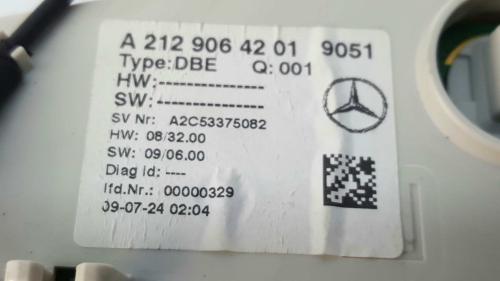 A 212 906 42 01 9051
Type:DBE Q: 001
HW:---------------
SW:---------------
SV Nr: A2C53375082
HW: 08/32.00
SW: 09/06.00
Diag Id: ----
lfd.Nr.: 00000329
09-07-24 02:04